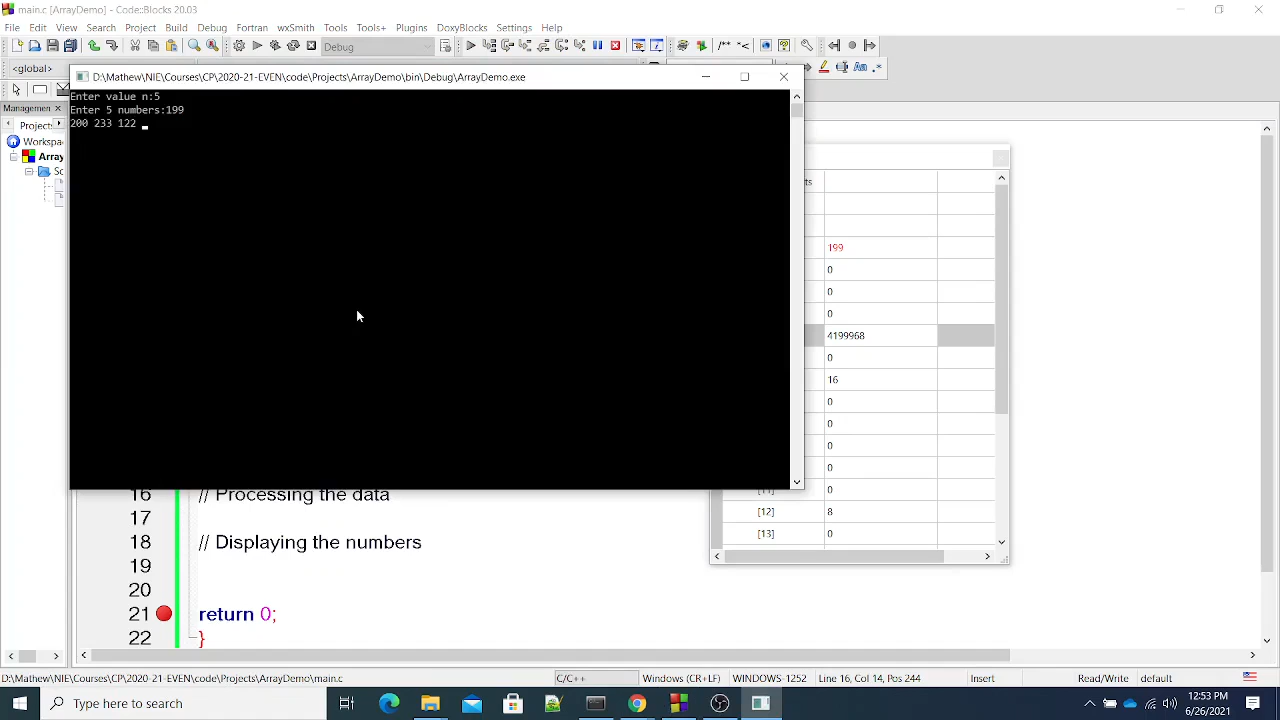 main.c [ArrayDemo] - Code::Blocks 20.03
File Edit View Search Project Build Debug Fortran wxSmith Tools Tools+ Plugins DoxyBlocks Settings Help
Debug
<global>
D:\Mathew\NIE\Courses\CP\2020-21-EVEN\code\Projects\ArrayDemo\bin\Debug\ArrayDemo.exe
Enter value n:5
Enter 5 numbers:199
200 233 122
Management
Projects
Workspa
Array
So
199
0
0
0
4199968
0
16
0
0
0
0
0
[12] 8
[13] 0
16 // Processing the data
17
18 // Displaying the numbers
19
20
21 return 0;
22 }
D:\Mathew\NIE\Courses\CP\2020-21-EVEN\code\Projects\ArrayDemo\main.c C/C++ Windows (CR+LF) WINDOWS-1252 Line 16, Col 14, Pos 244 Insert Read/Write default
Type here to search
12:53 PM
6/26/2021